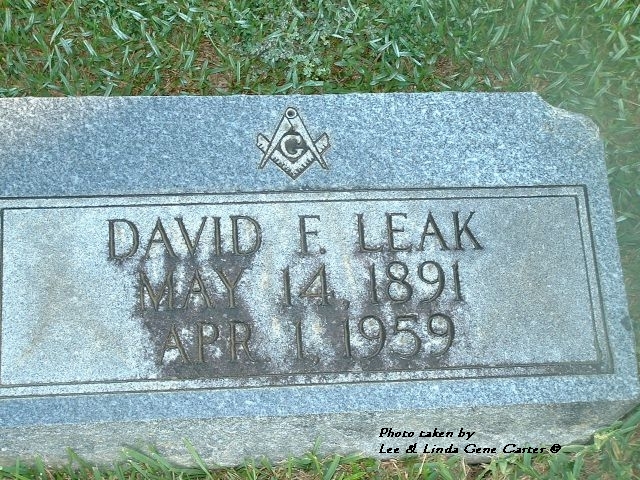 G
DAVID F. LEAK
MAY 14, 1891
APR 1, 1959
Photo taken by
Lee & Linda Gene Carter ©